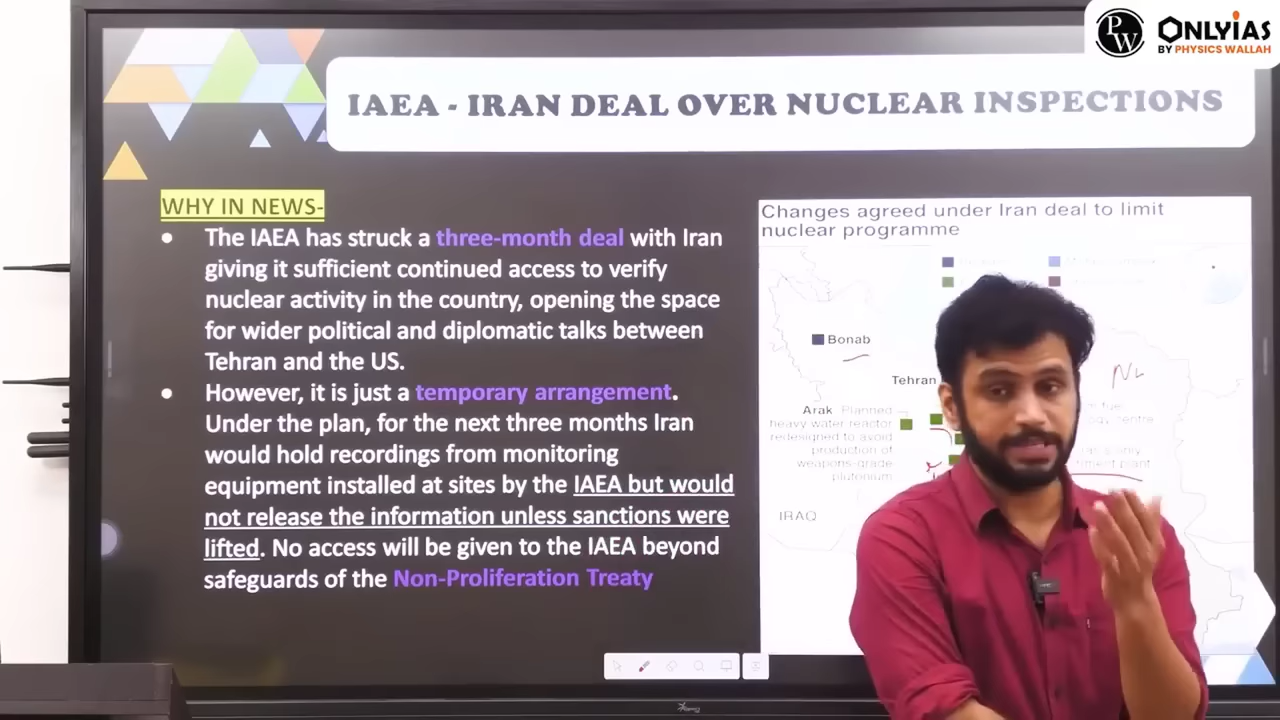 PW
ONLYIAS
BY PHYSICS WALLAH
IAEA - IRAN DEAL OVER NUCLEAR INSPECTIONS
WHY IN NEWS-
• The IAEA has struck a three-month deal with Iran
giving it sufficient continued access to verify
nuclear activity in the country, opening the space
for wider political and diplomatic talks between
Tehran and the US.
• However, it is just a temporary arrangement.
Under the plan, for the next three months Iran
would hold recordings from monitoring
equipment installed at sites by the IAEA but would
not release the information unless sanctions were
lifted. No access will be given to the IAEA beyond
safeguards of the Non-Proliferation Treaty
Changes agreed under Iran deal to limit
nuclear programme
Bonab
Tehran
Arak Planned
heavy water reactor
redesigned to avoid
production of
weapons-grade
plutonium
IRAQ